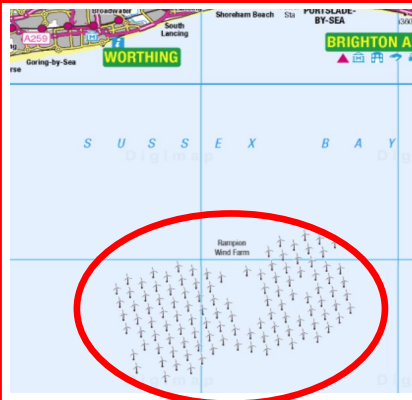 Broadwater
South
Lancing
Shoreham Beach
Sta
PORTSLADE-
BY-SEA
A259
WORTHING
BRIGHTON A
Goring-by-Sea
S U S S E X B A Y
Digimap
Rampion
Wind Farm